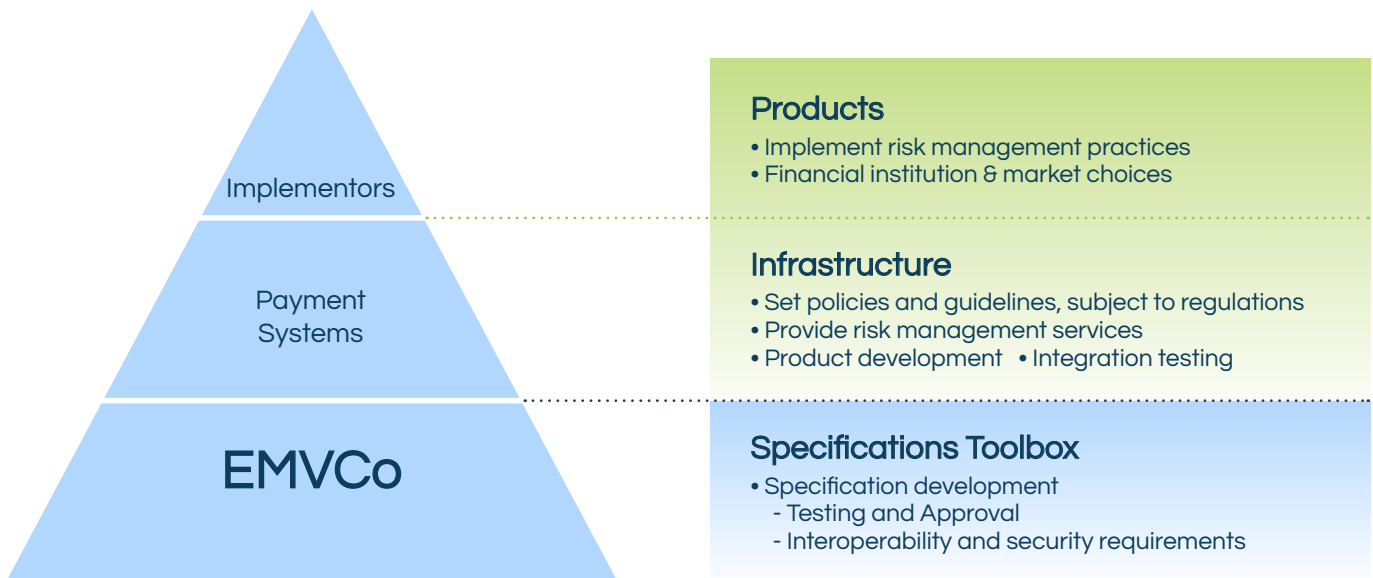 Implementors
Payment
Systems
EMVCo
Products
• Implement risk management practices
• Financial institution & market choices
Infrastructure
• Set policies and guidelines, subject to regulations
• Provide risk management services
• Product development • Integration testing
Specifications Toolbox
• Specification development
- Testing and Approval
- Interoperability and security requirements